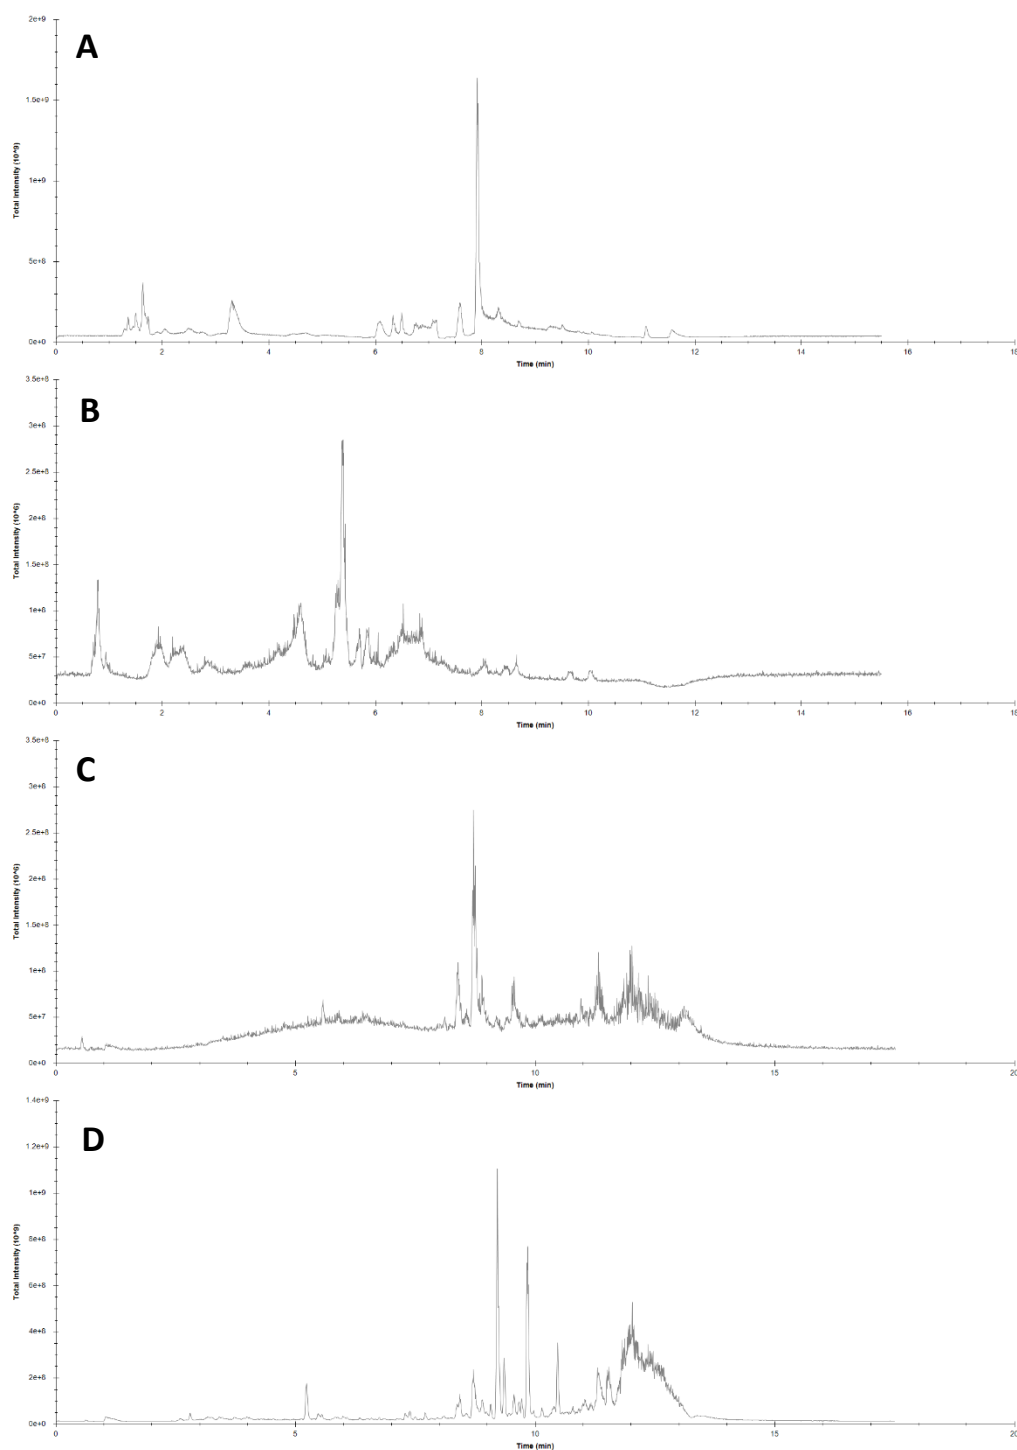 A
2e+9
1.5e+9
1e+9
5e+8
0e+0
Total Intensity (10^9)
0 2 4 6 8 10 12 14 16 18
Time (min)
B
3.5e+8
3e+8
2.5e+8
2e+8
1.5e+8
1e+8
5e+7
0e+0
Total Intensity (10^6)
0 2 4 6 8 10 12 14 16 18
Time (min)
C
3.5e+8
3e+8
2.5e+8
2e+8
1.5e+8
1e+8
5e+7
0e+0
Total Intensity (10^6)
0 5 10 15 20
Time (min)
D
1.4e+9
1.2e+9
1e+9
8e+8
6e+8
4e+8
2e+8
0e+0
Total Intensity (10^9)
0 5 10 15 20
Time (min)